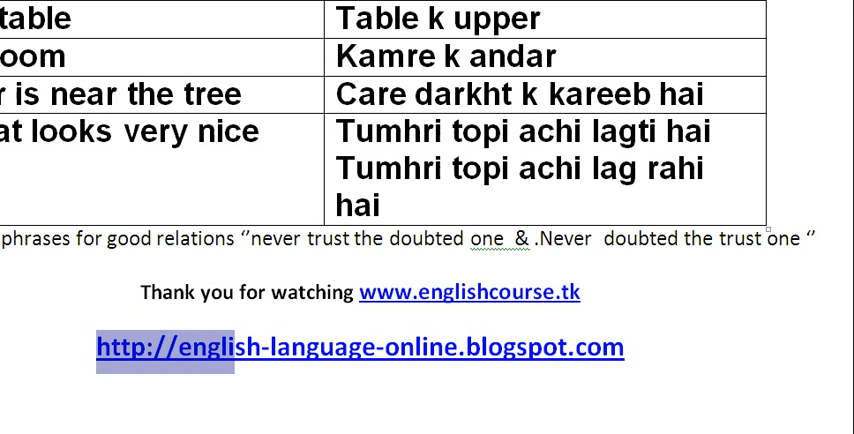 table Table k upper
oom Kamre k andar
r is near the tree Care darkht k kareeb hai
at looks very nice Tumhri topi achi lagti hai
Tumhri topi achi lag rahi
hai
phrases for good relations ‘’never trust the doubted one & .Never doubted the trust one ‘’
Thank you for watching www.englishcourse.tk
http://english-language-online.blogspot.com